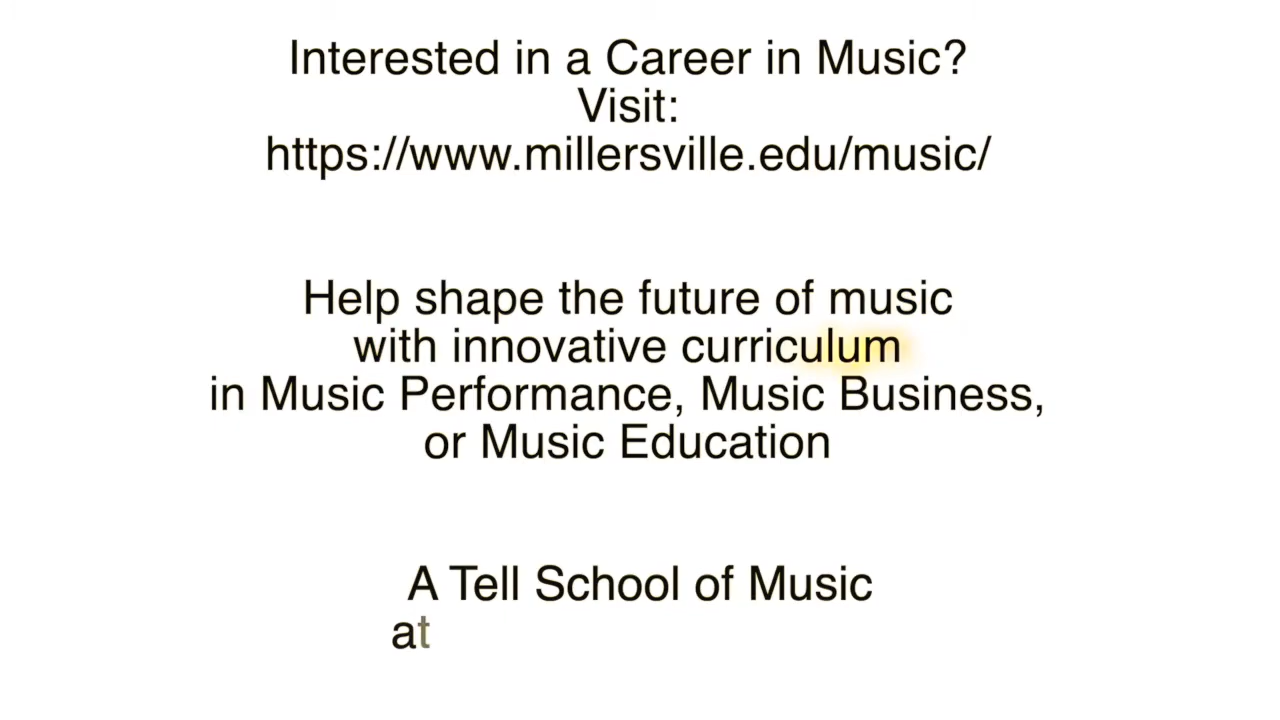 Interested in a Career in Music?
Visit:
https://www.millersville.edu/music/
Help shape the future of music
with innovative curriculum
in Music Performance, Music Business,
or Music Education
A Tell School of Music
at